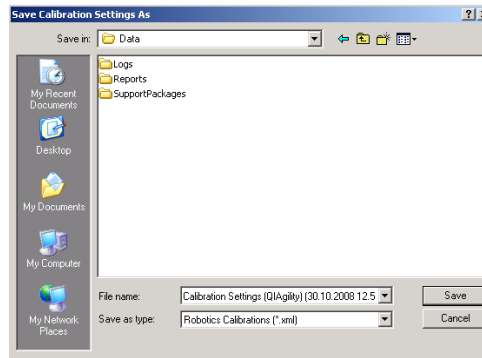 Save Calibration Settings As
Save in:
Data
Logs
Reports
SupportPackages
My Recent
Documents
Desktop
My Documents
My Computer
My Network
Places
File name:
Calibration Settings (QIAgility) (30.10.2008 12.5
Save
Save as type:
Robotics Calibrations (*.xml)
Cancel